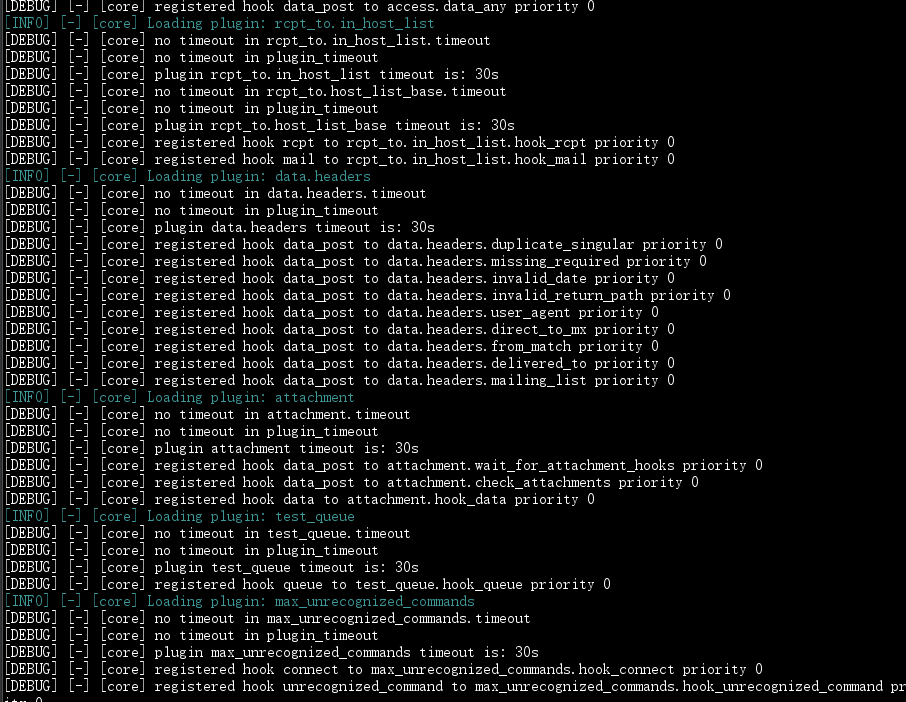 [DEBUG] [-] [core] registered hook data_post to access.data_any priority 0
[INFO] [-] [core] Loading plugin: rcpt_to.in_host_list
[DEBUG] [-] [core] no timeout in rcpt_to.in_host_list.timeout
[DEBUG] [-] [core] no timeout in plugin_timeout
[DEBUG] [-] [core] plugin rcpt_to.in_host_list timeout is: 30s
[DEBUG] [-] [core] no timeout in rcpt_to.host_list_base.timeout
[DEBUG] [-] [core] no timeout in plugin_timeout
[DEBUG] [-] [core] plugin rcpt_to.host_list_base timeout is: 30s
[DEBUG] [-] [core] registered hook rcpt to rcpt_to.in_host_list.hook_rcpt priority 0
[DEBUG] [-] [core] registered hook mail to rcpt_to.in_host_list.hook_mail priority 0
[INFO] [-] [core] Loading plugin: data.headers
[DEBUG] [-] [core] no timeout in data.headers.timeout
[DEBUG] [-] [core] no timeout in plugin_timeout
[DEBUG] [-] [core] plugin data.headers timeout is: 30s
[DEBUG] [-] [core] registered hook data_post to data.headers.duplicate_singular priority 0
[DEBUG] [-] [core] registered hook data_post to data.headers.missing_required priority 0
[DEBUG] [-] [core] registered hook data_post to data.headers.invalid_date priority 0
[DEBUG] [-] [core] registered hook data_post to data.headers.invalid_return_path priority 0
[DEBUG] [-] [core] registered hook data_post to data.headers.user_agent priority 0
[DEBUG] [-] [core] registered hook data_post to data.headers.direct_to_mx priority 0
[DEBUG] [-] [core] registered hook data_post to data.headers.from_match priority 0
[DEBUG] [-] [core] registered hook data_post to data.headers.delivered_to priority 0
[DEBUG] [-] [core] registered hook data_post to data.headers.mailing_list priority 0
[INFO] [-] [core] Loading plugin: attachment
[DEBUG] [-] [core] no timeout in attachment.timeout
[DEBUG] [-] [core] no timeout in plugin_timeout
[DEBUG] [-] [core] plugin attachment timeout is: 30s
[DEBUG] [-] [core] registered hook data_post to attachment.wait_for_attachment_hooks priority 0
[DEBUG] [-] [core] registered hook data_post to attachment.check_attachments priority 0
[DEBUG] [-] [core] registered hook data to attachment.hook_data priority 0
[INFO] [-] [core] Loading plugin: test_queue
[DEBUG] [-] [core] no timeout in test_queue.timeout
[DEBUG] [-] [core] no timeout in plugin_timeout
[DEBUG] [-] [core] plugin test_queue timeout is: 30s
[DEBUG] [-] [core] registered hook queue to test_queue.hook_queue priority 0
[INFO] [-] [core] Loading plugin: max_unrecognized_commands
[DEBUG] [-] [core] no timeout in max_unrecognized_commands.timeout
[DEBUG] [-] [core] no timeout in plugin_timeout
[DEBUG] [-] [core] plugin max_unrecognized_commands timeout is: 30s
[DEBUG] [-] [core] registered hook connect to max_unrecognized_commands.hook_connect priority 0
[DEBUG] [-] [core] registered hook unrecognized_command to max_unrecognized_commands.hook_unrecognized_command pr
ity 0